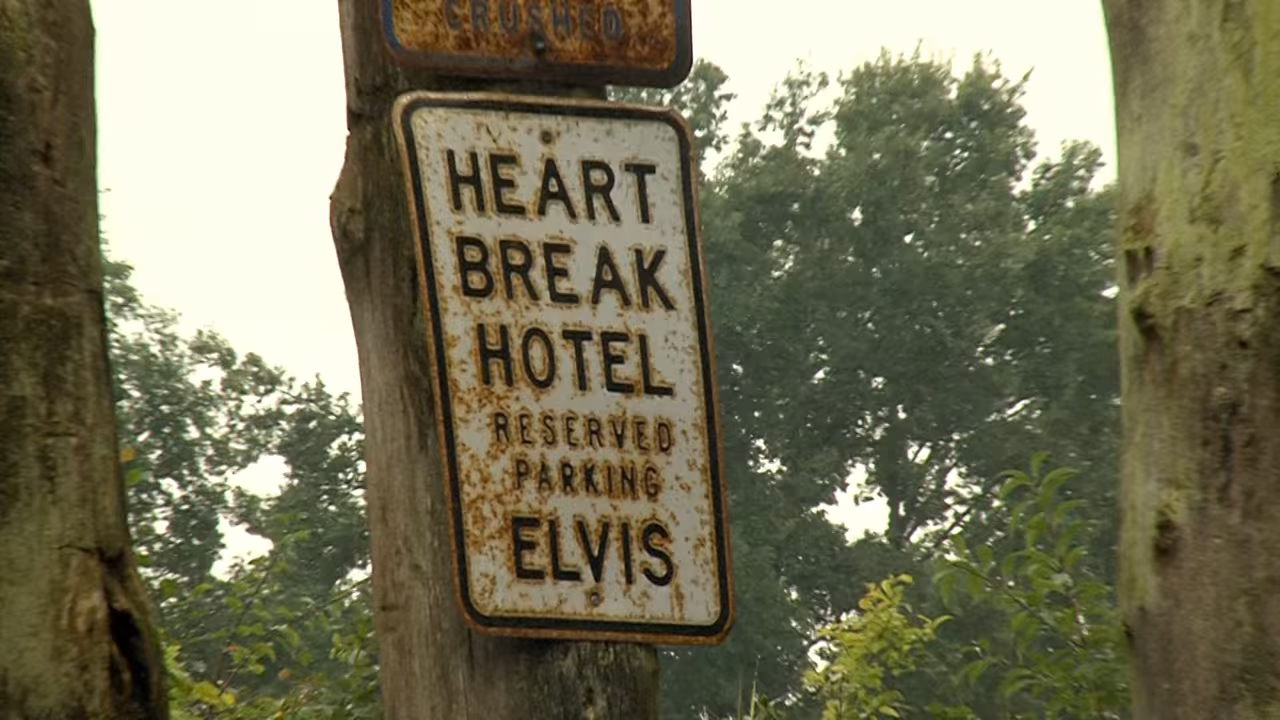 CRUSHED
HEART
BREAK
HOTEL
RESERVED
PARKING
ELVIS